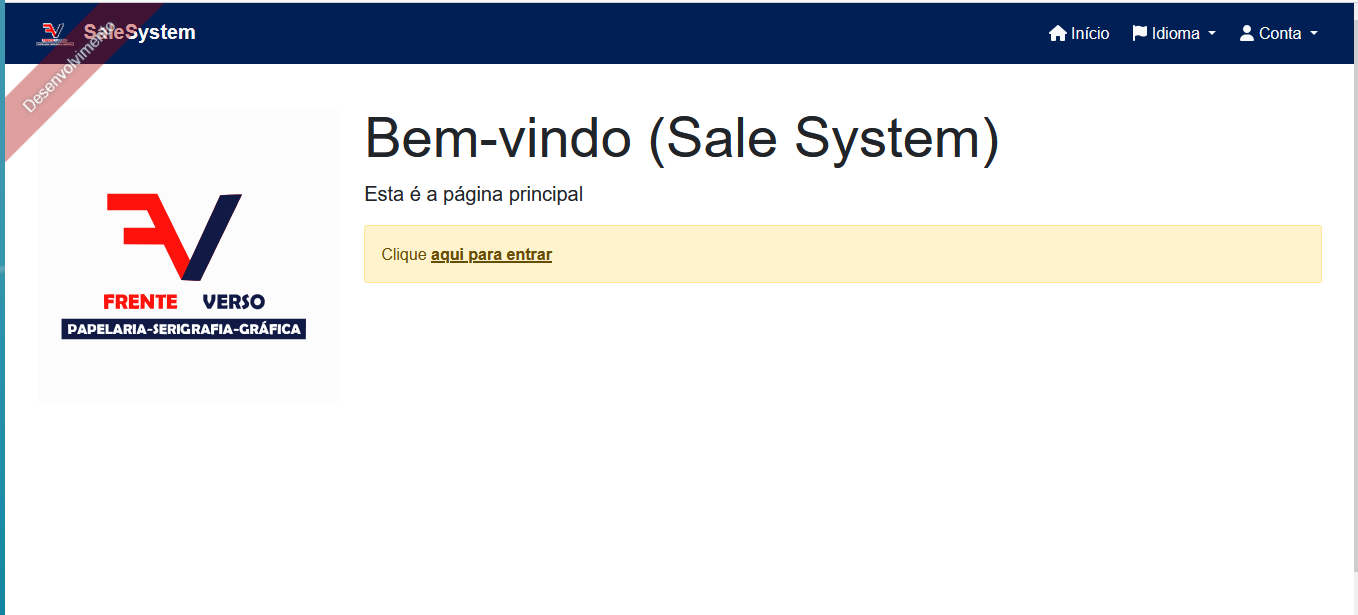 SaleSystem
Início
Idioma
Conta
Desenvolvimento
Bem-vindo (Sale System)
Esta é a página principal
Clique aqui para entrar
FRENTE VERSO
PAPELARIA-SERIGRAFIA-GRÁFICA